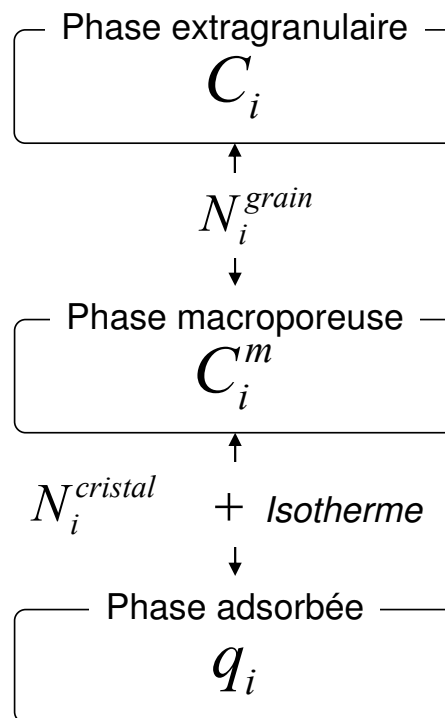 Phase extragranulaire
C_i
N_i^{grain}
Phase macroporeuse
C_i^m
N_i^{cristal} + Isotherme
Phase adsorbée
q_i